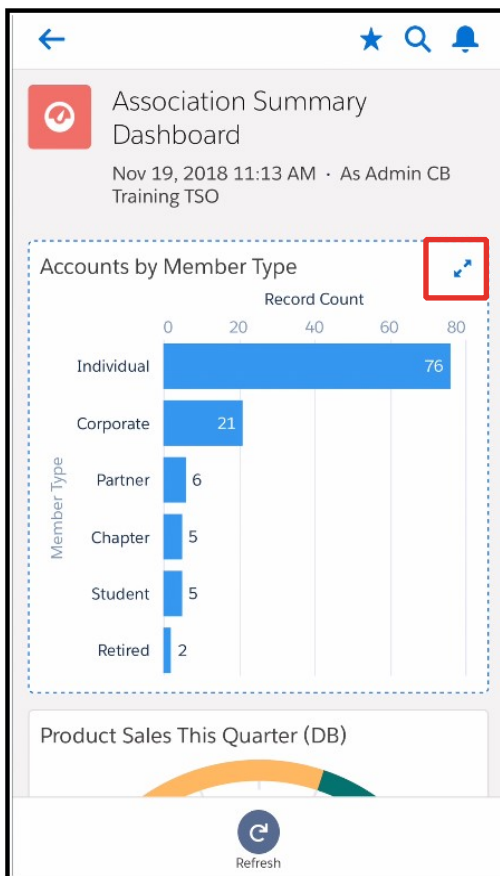 Association Summary
Dashboard
Nov 19, 2018 11:13 AM · As Admin CB
Training TSO
Accounts by Member Type
Record Count
0 20 40 60 80
Member Type
Individual 76
Corporate 21
Partner 6
Chapter 5
Student 5
Retired 2
Product Sales This Quarter (DB)
Refresh